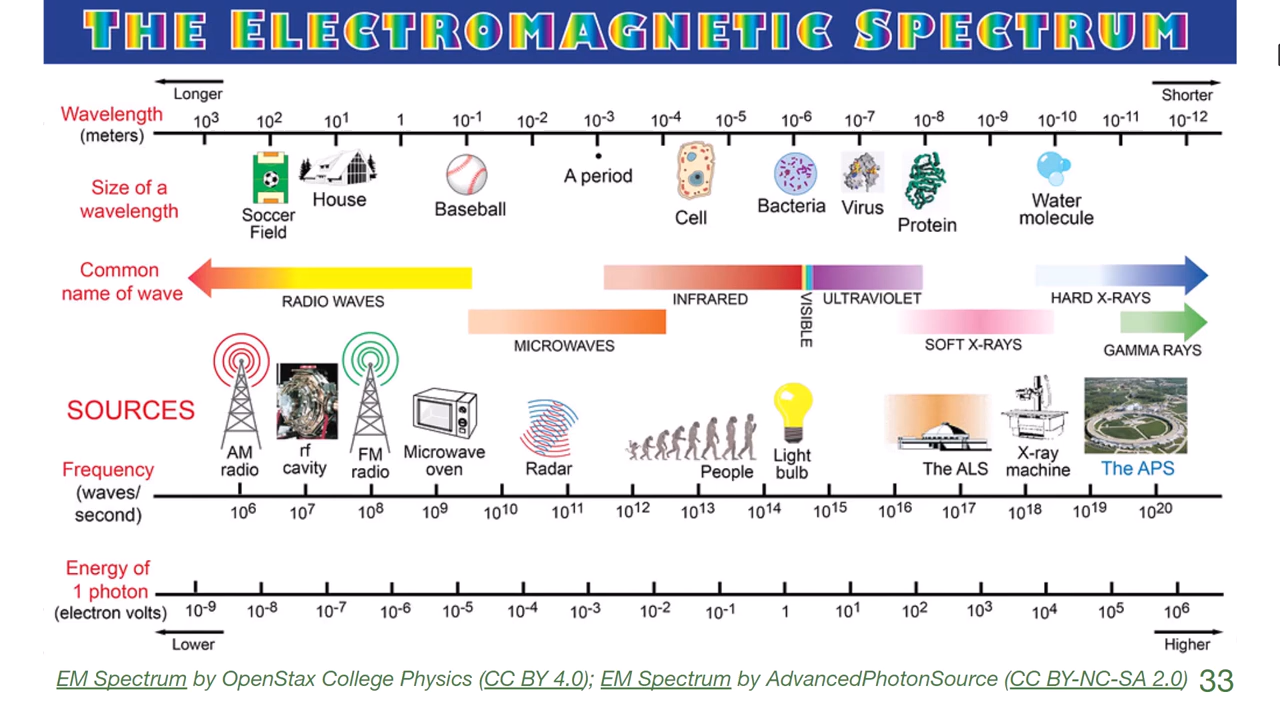 THE ELECTROMAGNETIC SPECTRUM
Longer
Shorter
Wavelength
(meters)
10³ 10² 10¹ 1 10⁻¹ 10⁻² 10⁻³ 10⁻⁴ 10⁻⁵ 10⁻⁶ 10⁻⁷ 10⁻⁸ 10⁻⁹ 10⁻¹⁰ 10⁻¹¹ 10⁻¹²
Size of a
wavelength
Soccer
Field
House
Baseball
A period
Cell
Bacteria
Virus
Protein
Water
molecule
Common
name of wave
RADIO WAVES
MICROWAVES
INFRARED
VISIBLE
ULTRAVIOLET
SOFT X-RAYS
HARD X-RAYS
GAMMA RAYS
SOURCES
AM
radio
rf
cavity
FM
radio
Microwave
oven
Radar
People
Light
bulb
The ALS
X-ray
machine
The APS
Frequency
(waves/
second)
10⁶ 10⁷ 10⁸ 10⁹ 10¹⁰ 10¹¹ 10¹² 10¹³ 10¹⁴ 10¹⁵ 10¹⁶ 10¹⁷ 10¹⁸ 10¹⁹ 10²⁰
Energy of
1 photon
(electron volts)
10⁻⁹ 10⁻⁸ 10⁻⁷ 10⁻⁶ 10⁻⁵ 10⁻⁴ 10⁻³ 10⁻² 10⁻¹ 1 10¹ 10² 10³ 10⁴ 10⁵ 10⁶
Lower
Higher
EM Spectrum by OpenStax College Physics (CC BY 4.0); EM Spectrum by AdvancedPhotonSource (CC BY-NC-SA 2.0) 33